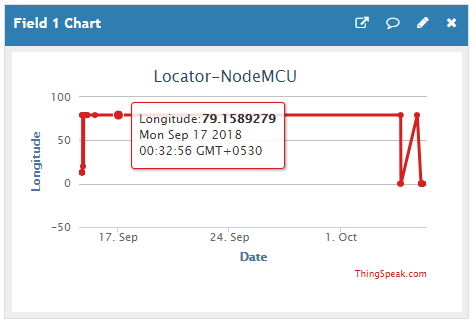 Field 1 Chart
Locator-NodeMCU
100
50
0
-50
Longitude
Longitude:79.1589279
Mon Sep 17 2018
00:32:56 GMT+0530
17. Sep
24. Sep
1. Oct
Date
ThingSpeak.com